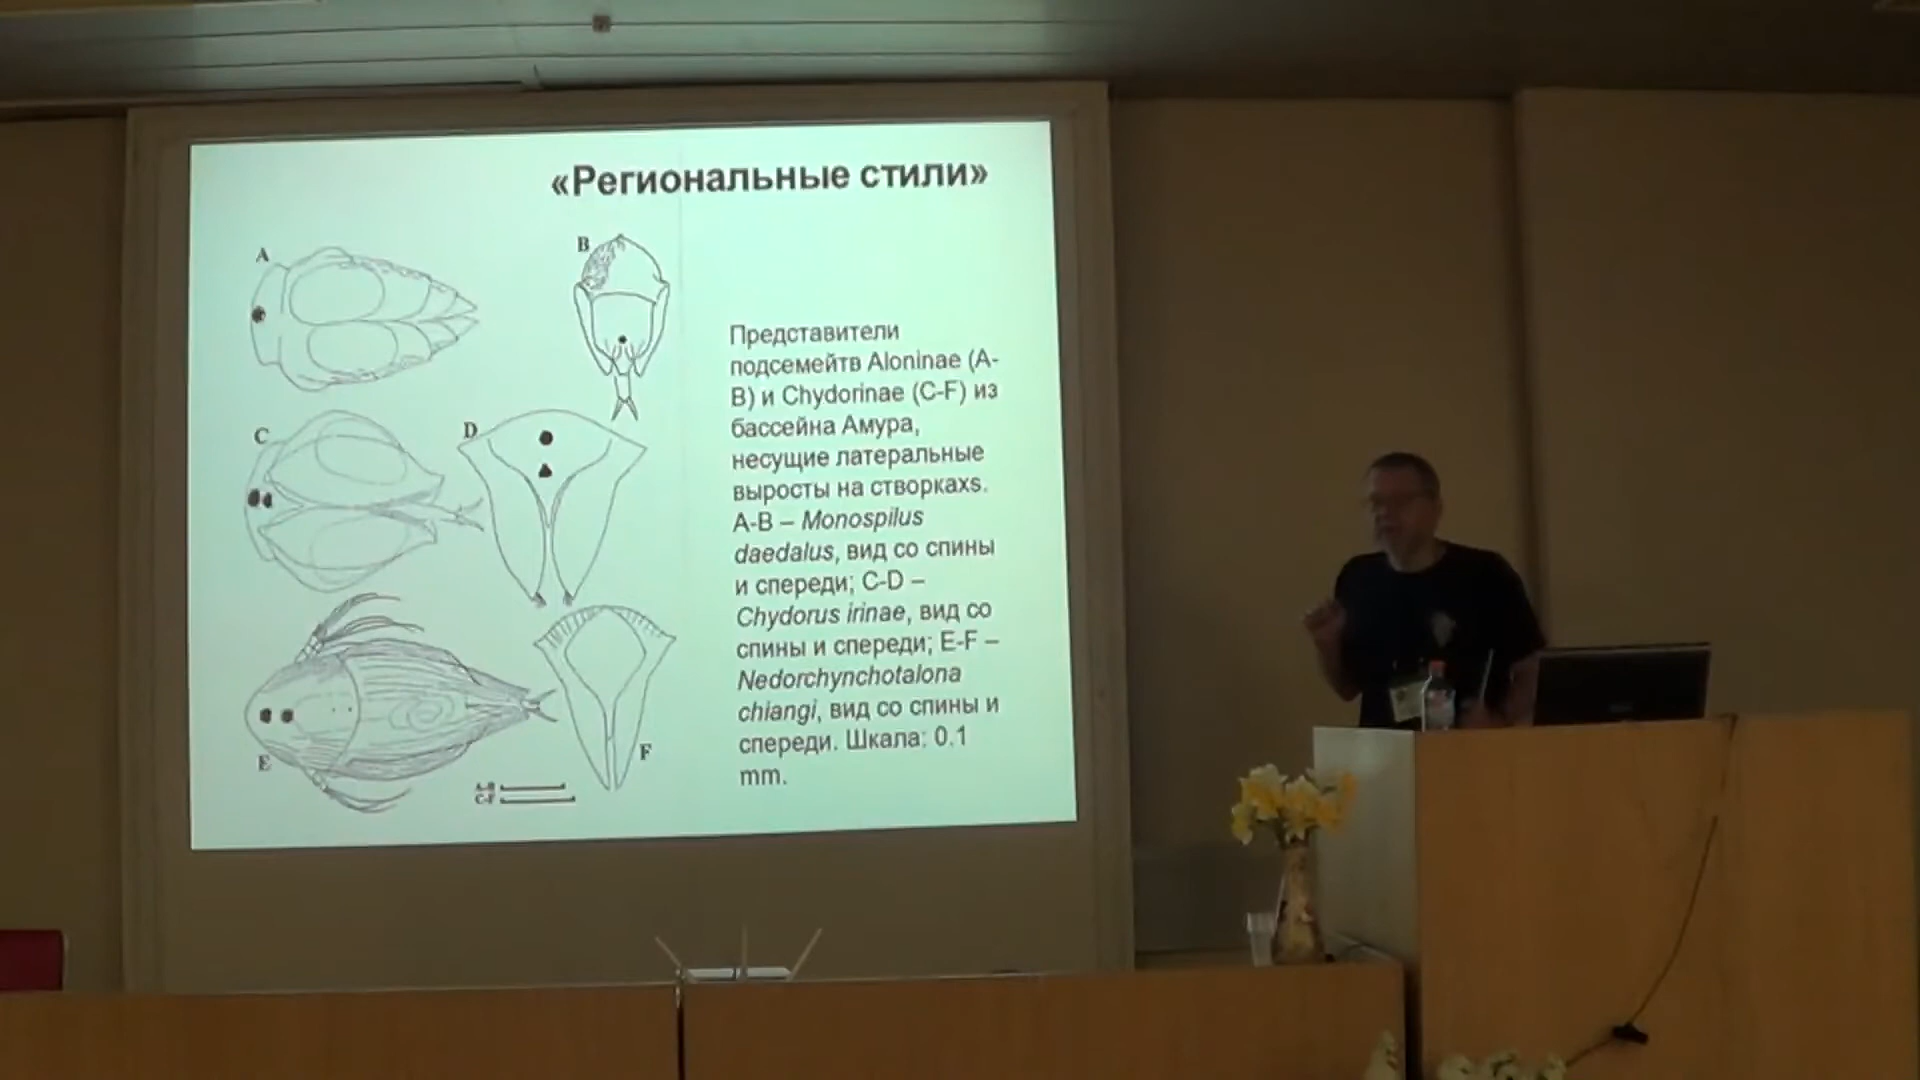 «Региональные стили»
A
B
C
D
E
F
A-B
C-F
Представители
подсемейтв Aloninae (A-
B) и Chydorinae (C-F) из
бассейна Амура,
несущие латеральные
выросты на створкахs.
A-B – Monospilus
daedalus, вид со спины
и спереди; C-D –
Chydorus irinae, вид со
спины и спереди; E-F –
Nedorchynchotalona
chiangi, вид со спины и
спереди. Шкала: 0.1
mm.